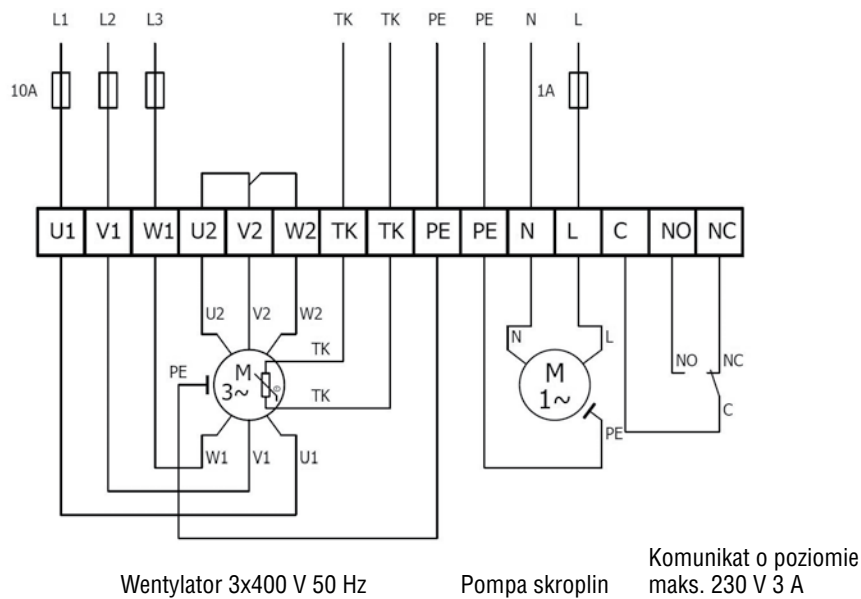 L1 L2 L3 TK TK PE PE N L
10A 1A
U1 V1 W1 U2 V2 W2 TK TK PE PE N L C NO NC
U2 V2 W2
TK
PE
M
3~
TK
W1 V1 U1
N L
M
1~
PE
NO NC
C
Wentylator 3x400 V 50 Hz
Pompa skroplin
Komunikat o poziomie
maks. 230 V 3 A